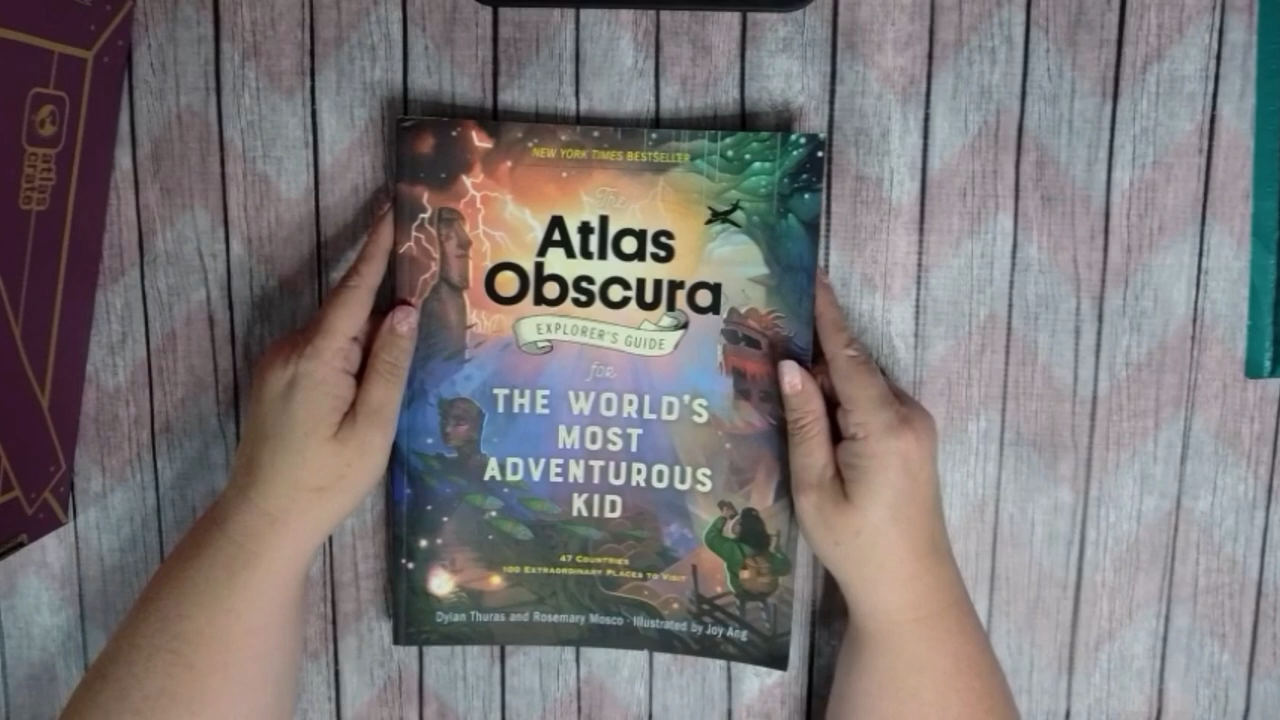 atlas
crate
NEW YORK TIMES BESTSELLER
The
Atlas
Obscura
EXPLORER'S GUIDE
for
THE WORLD'S
MOST
ADVENTUROUS
KID
47 COUNTRIES
100 EXTRAORDINARY PLACES TO VISIT
Dylan Thuras and Rosemary Mosco · Illustrated by Joy Ang